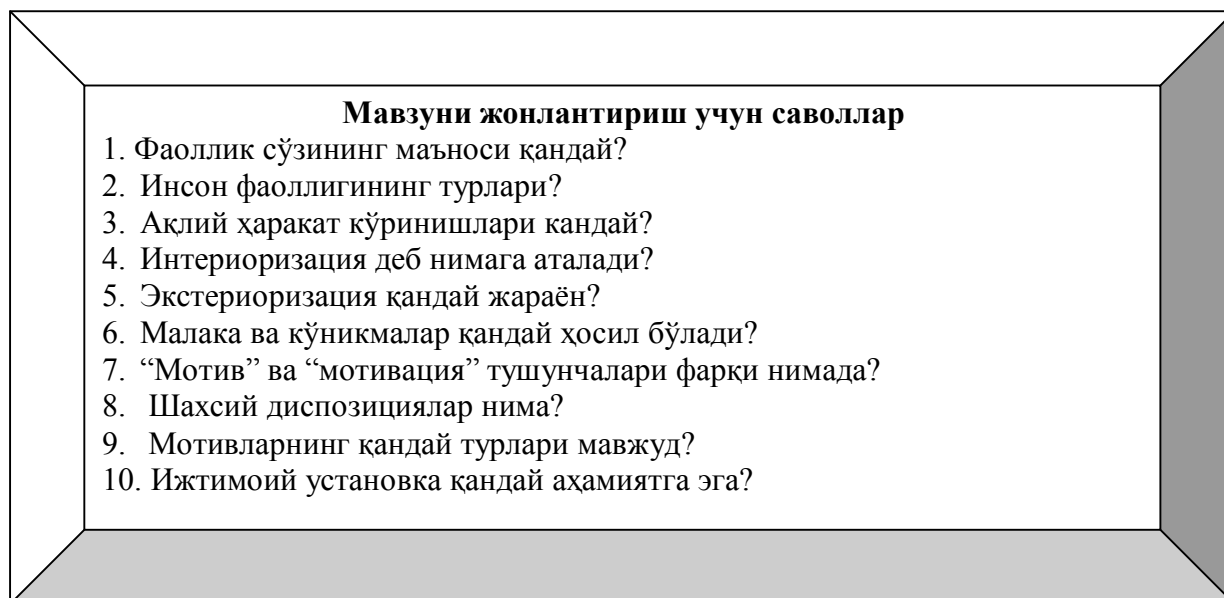 Мавзуни жонлантириш учун саволлар
1. Фаоллик сўзининг маъноси қандай?
2. Инсон фаоллигининг турлари?
3. Ақлий ҳаракат кўринишлари кандай?
4. Интериоризация деб нимага аталади?
5. Экстериоризация қандай жараён?
6. Малака ва кўникмалар қандай ҳосил бўлади?
7. “Мотив” ва “мотивация” тушунчалари фарқи нимада?
8. Шахсий диспозициялар нима?
9. Мотивларнинг қандай турлари мавжуд?
10. Ижтимоий установка қандай аҳамиятга эга?